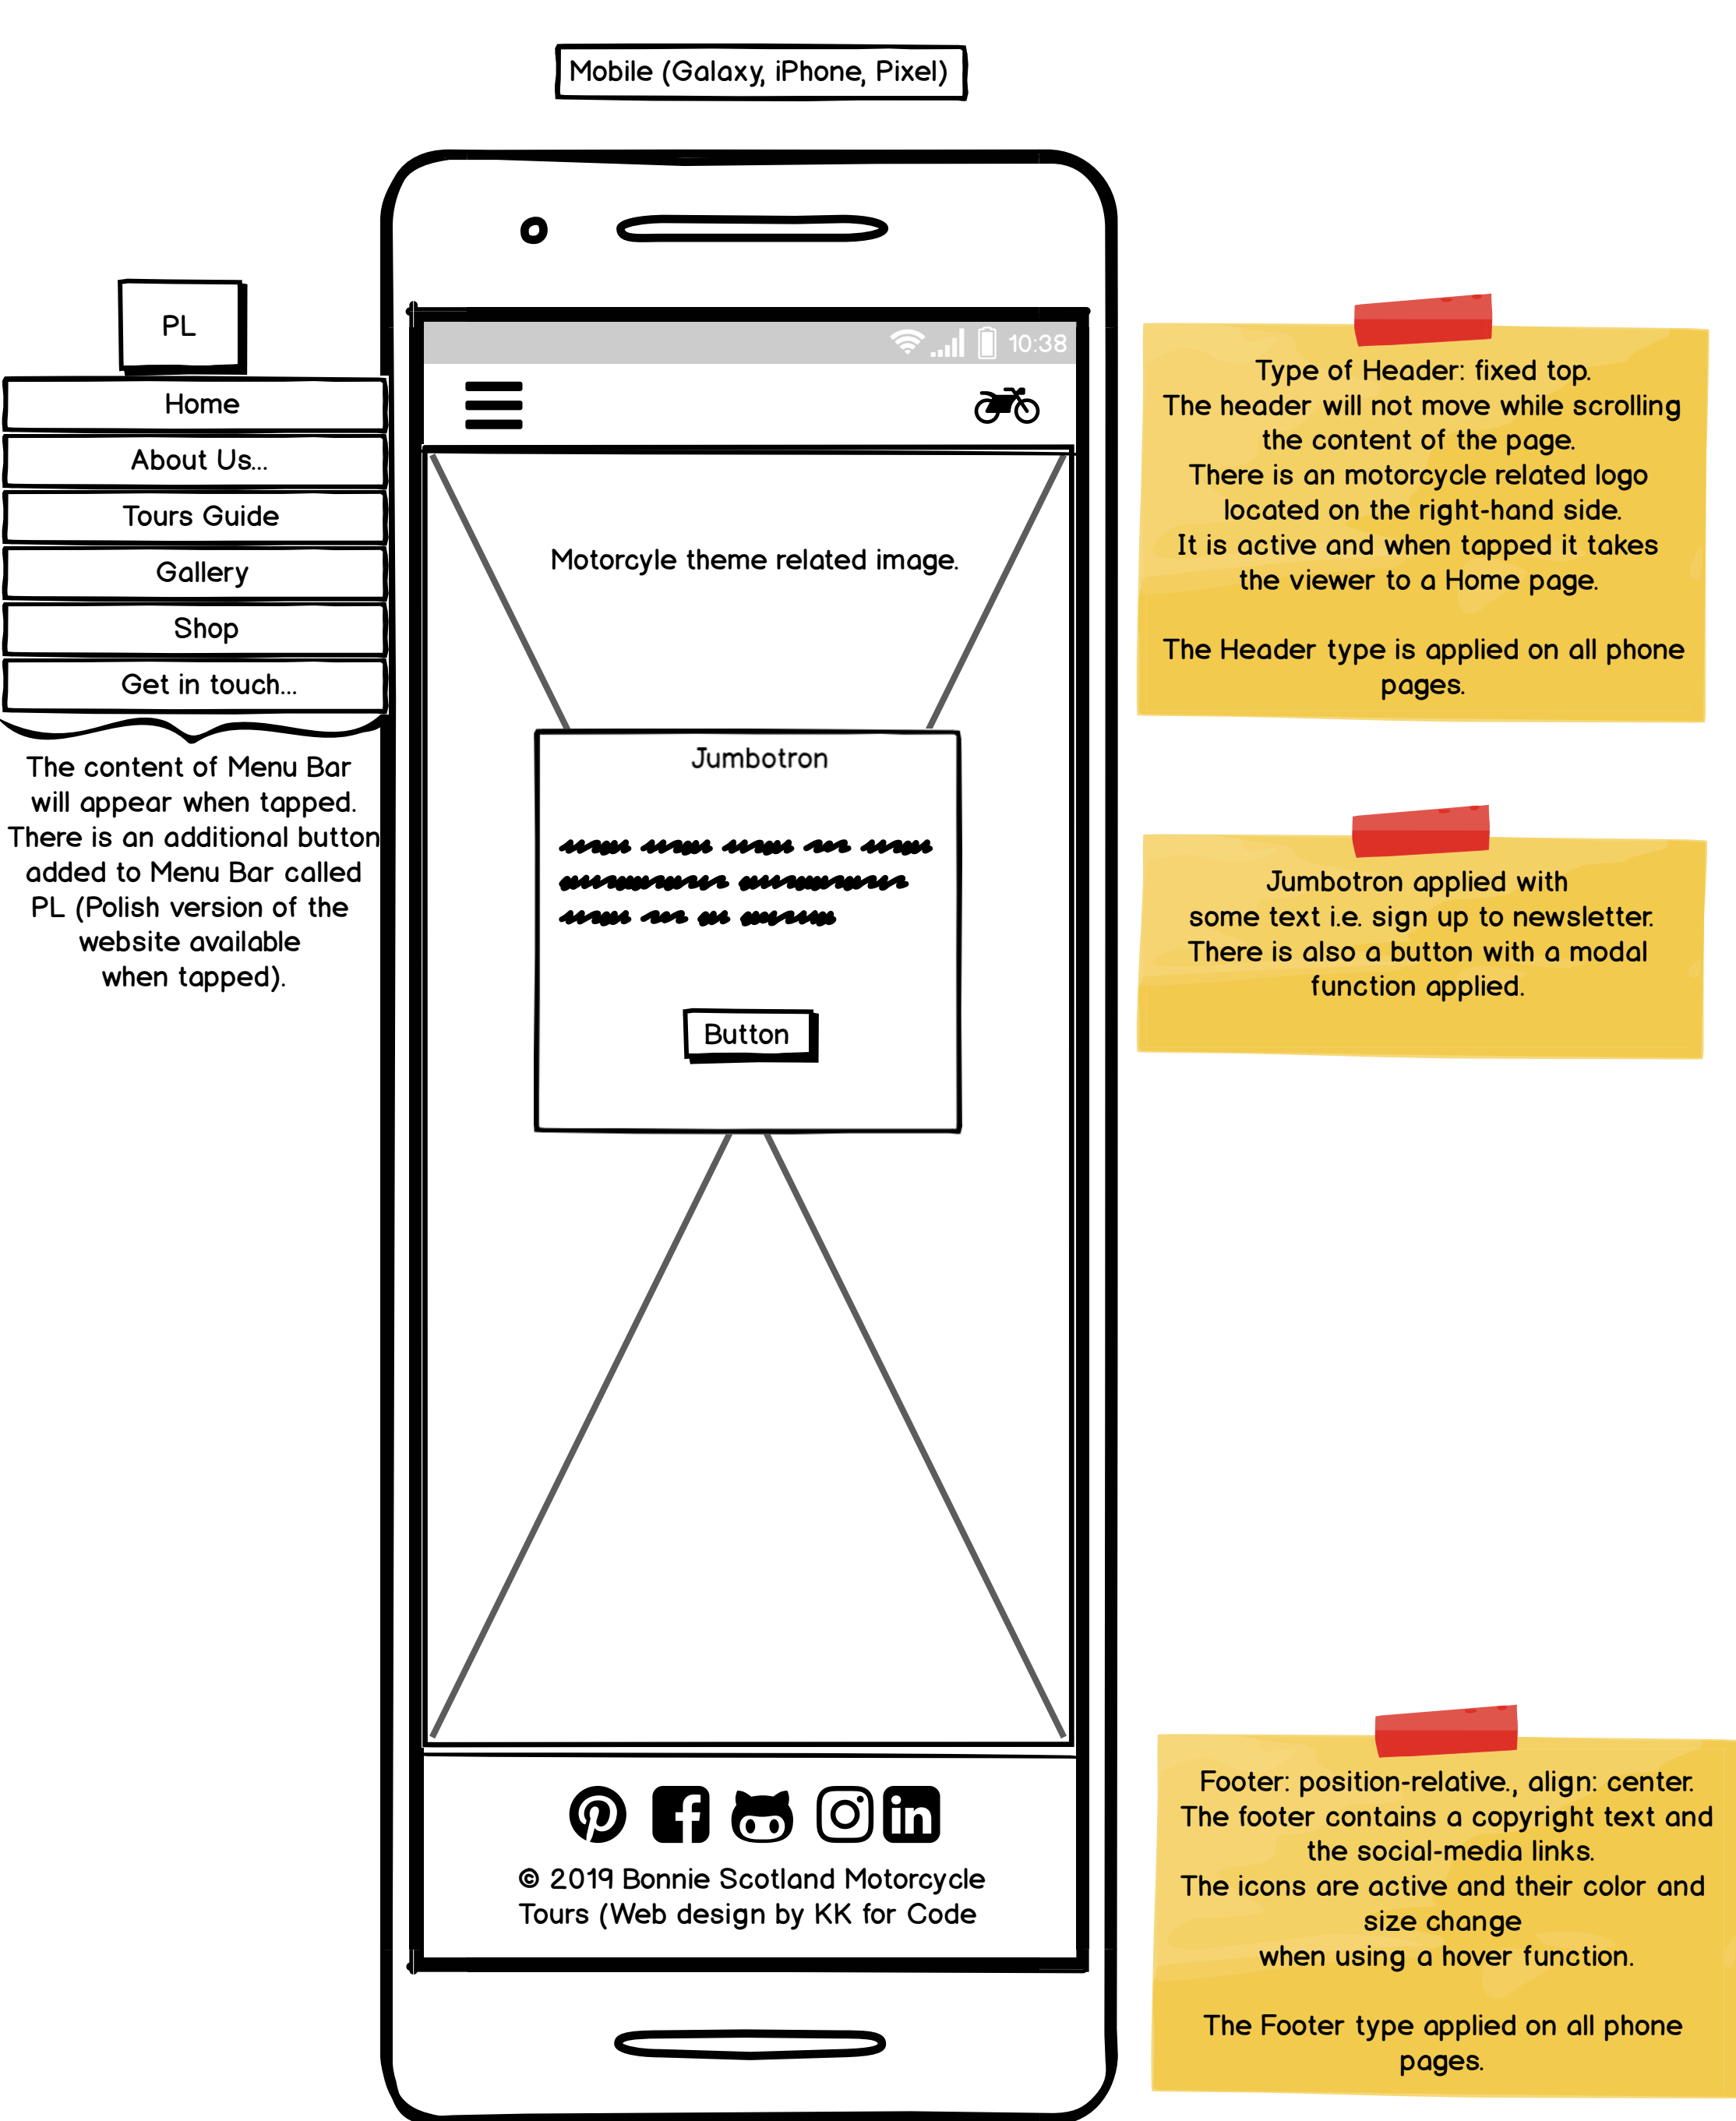 Mobile (Galaxy, iPhone, Pixel)
PL
Home
About Us...
Tours Guide
Gallery
Shop
Get in touch...
The content of Menu Bar
will appear when tapped.
There is an additional button
added to Menu Bar called
PL (Polish version of the
website available
when tapped).
10:38
Motorcyle theme related image.
Jumbotron
Button
© 2019 Bonnie Scotland Motorcycle
Tours (Web design by KK for Code
Type of Header: fixed top.
The header will not move while scrolling
the content of the page.
There is an motorcycle related logo
located on the right-hand side.
It is active and when tapped it takes
the viewer to a Home page.
The Header type is applied on all phone
pages.
Jumbotron applied with
some text i.e. sign up to newsletter.
There is also a button with a modal
function applied.
Footer: position-relative., align: center.
The footer contains a copyright text and
the social-media links.
The icons are active and their color and
size change
when using a hover function.
The Footer type applied on all phone
pages.